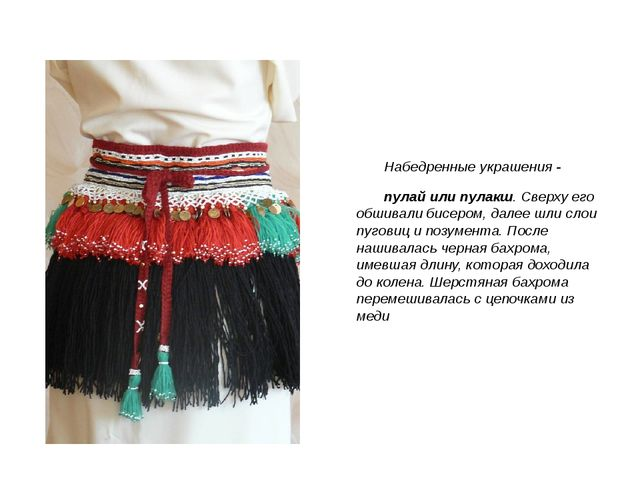 Набедренные украшения -
пулай или пулакш. Сверху его
обшивали бисером, далее шли слои
пуговиц и позумента. После
нашивалась черная бахрома,
имевшая длину, которая доходила
до колена. Шерстяная бахрома
перемешивалась с цепочками из
меди